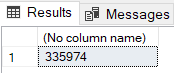 Results Messages
(No column name)
1 335974